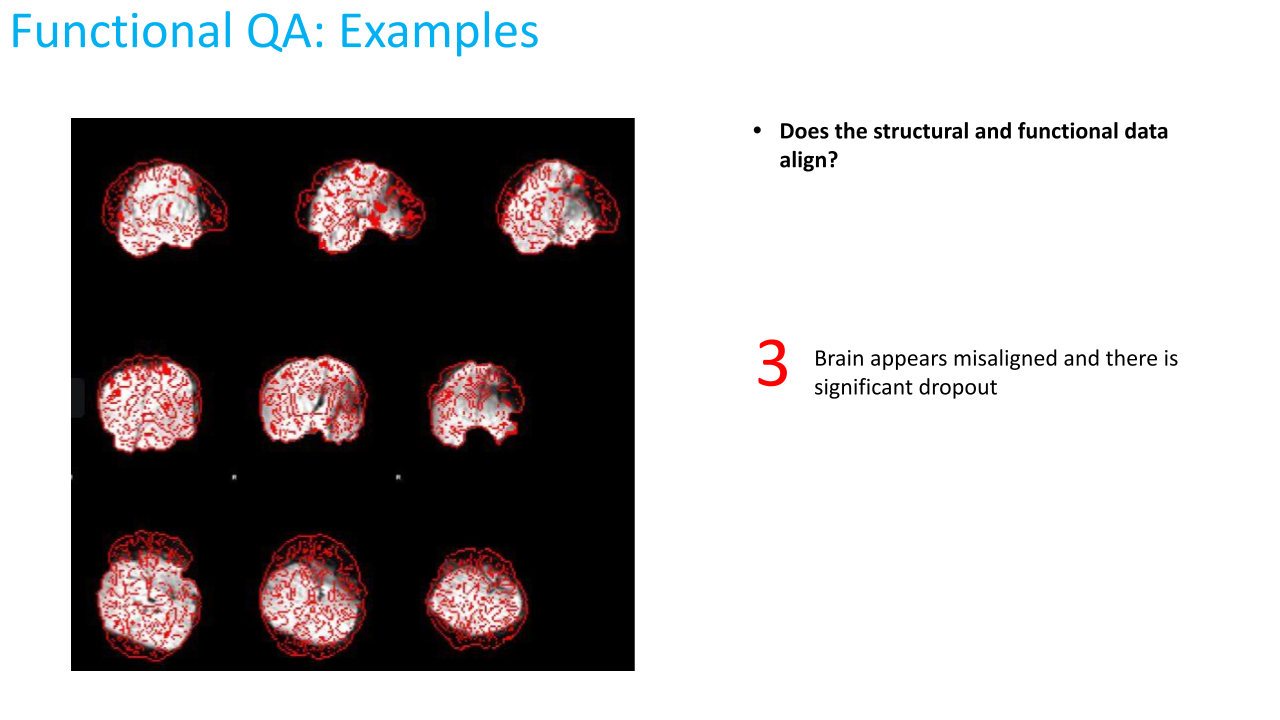 Functional QA: Examples
• Does the structural and functional data
align?
3 Brain appears misaligned and there is
significant dropout